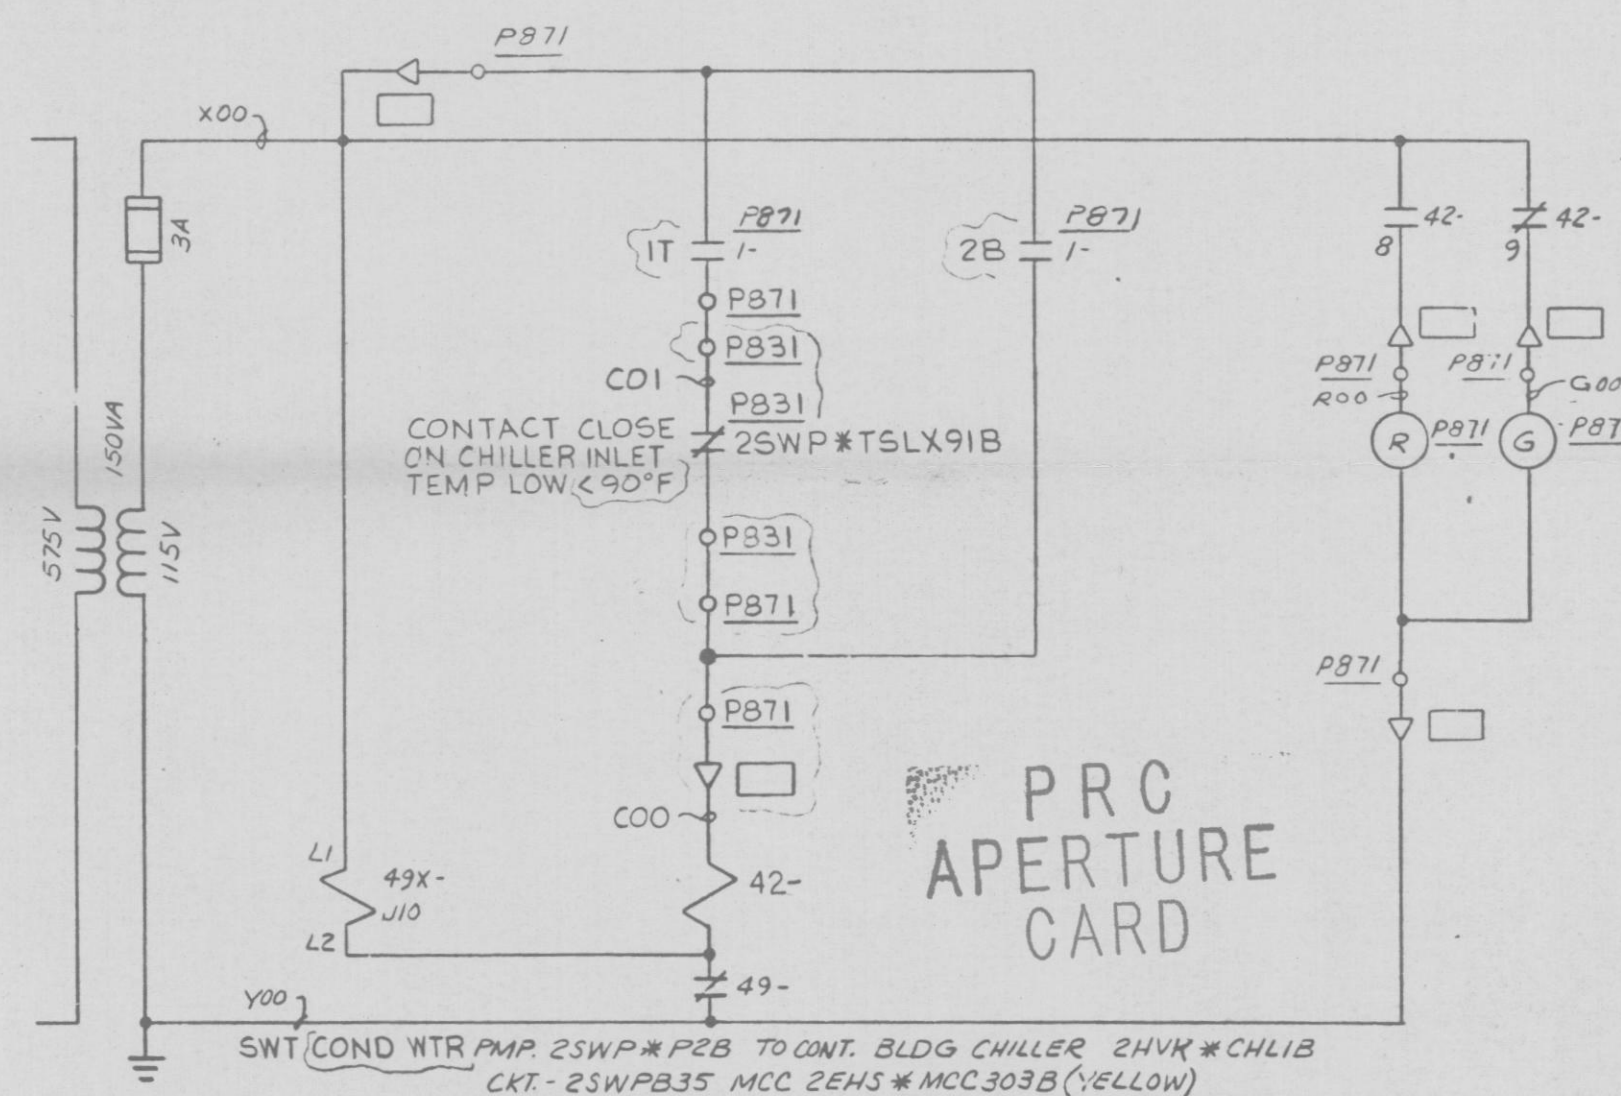 P871
X00
3A
150VA
575V
115V
P871
1T 1-
P871
2B 1-
42-
8
42-
9
P871
P831
C01
P831
CONTACT CLOSE
ON CHILLER INLET
TEMP LOW <90°F
2SWP*TSLX91B
P831
P871
P871
C00
P871
R00
R
P871
P871
G00
G
P87
P871
L1
49X-
J10
L2
42-
49-
Y00
PRC
APERTURE
CARD
SWT COND WTR PMP. 2SWP*P2B TO CONT. BLDG CHILLER 2HVK*CHL1B
CKT.- 2SWPB35 MCC 2EHS*MCC303B (YELLOW)